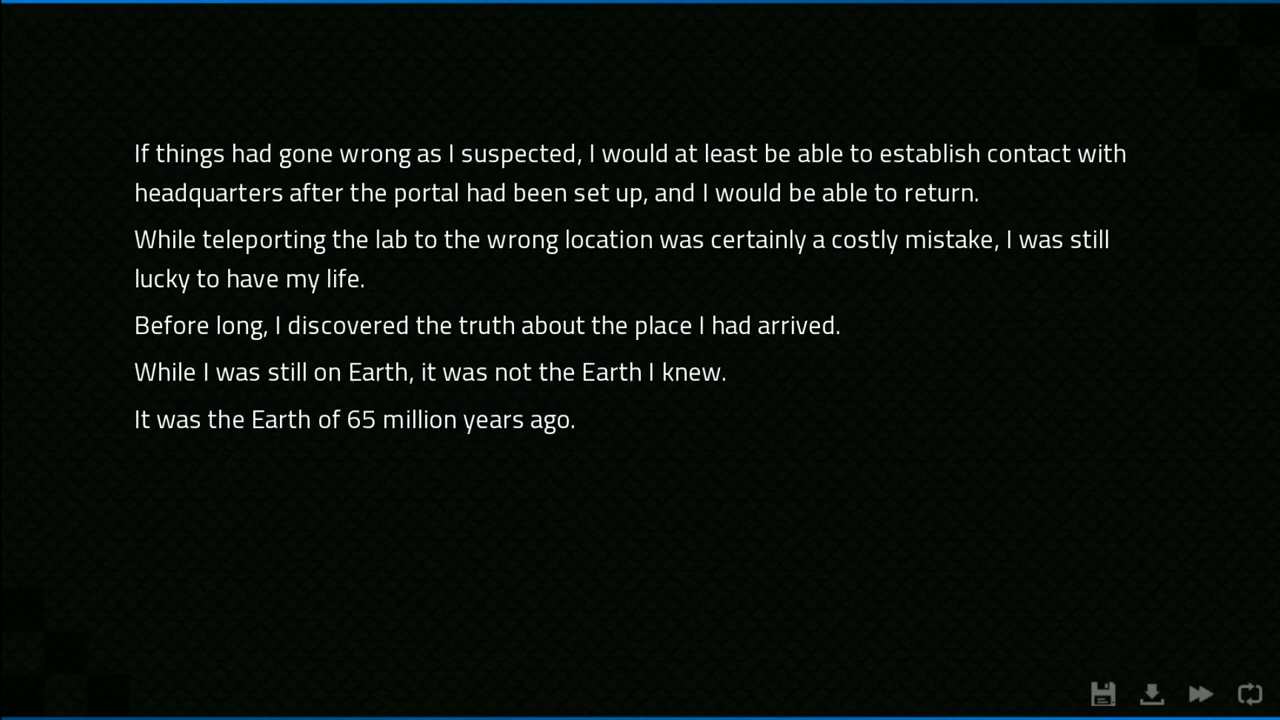 If things had gone wrong as I suspected, I would at least be able to establish contact with
headquarters after the portal had been set up, and I would be able to return.
While teleporting the lab to the wrong location was certainly a costly mistake, I was still
lucky to have my life.
Before long, I discovered the truth about the place I had arrived.
While I was still on Earth, it was not the Earth I knew.
It was the Earth of 65 million years ago.